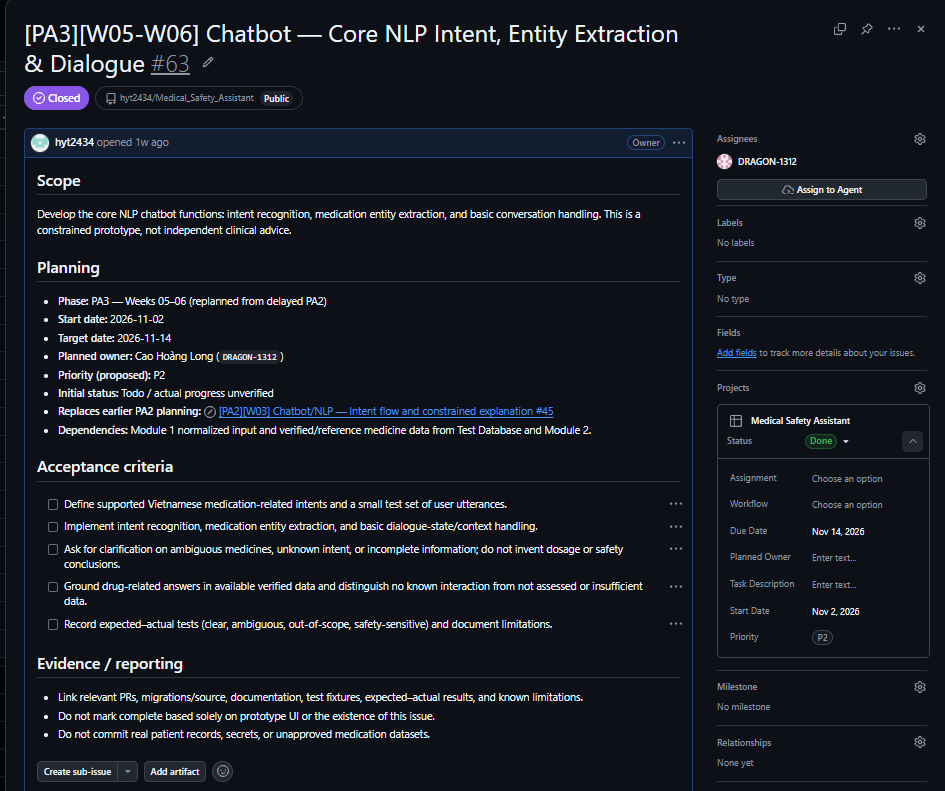 [PA3][W05-W06] Chatbot — Core NLP Intent, Entity Extraction
& Dialogue #63
Closed
hyt2434/Medical_Safety_Assistant
Public
hyt2434 opened 1w ago
Owner
Scope
Develop the core NLP chatbot functions: intent recognition, medication entity extraction, and basic conversation handling. This is a
constrained prototype, not independent clinical advice.
Planning
Phase: PA3 — Weeks 05–06 (replanned from delayed PA2)
Start date: 2026-11-02
Target date: 2026-11-14
Planned owner: Cao Hoàng Long ( DRAGON-1312 )
Priority (proposed): P2
Initial status: Todo / actual progress unverified
Replaces earlier PA2 planning: [PA2][W03] Chatbot/NLP — Intent flow and constrained explanation #45
Dependencies: Module 1 normalized input and verified/reference medicine data from Test Database and Module 2.
Acceptance criteria
Define supported Vietnamese medication-related intents and a small test set of user utterances.
Implement intent recognition, medication entity extraction, and basic dialogue-state/context handling.
Ask for clarification on ambiguous medicines, unknown intent, or incomplete information; do not invent dosage or safety
conclusions.
Ground drug-related answers in available verified data and distinguish no known interaction from not assessed or insufficient
data.
Record expected–actual tests (clear, ambiguous, out-of-scope, safety-sensitive) and document limitations.
Evidence / reporting
Link relevant PRs, migrations/source, documentation, test fixtures, expected–actual results, and known limitations.
Do not mark complete based solely on prototype UI or the existence of this issue.
Do not commit real patient records, secrets, or unapproved medication datasets.
Create sub-issue
Add artifact
Assignees
DRAGON-1312
Assign to Agent
Labels
No labels
Type
No type
Fields
Add fields to track more details about your issues.
Projects
Medical Safety Assistant
Status
Done
Assignment
Choose an option
Workflow
Choose an option
Due Date
Nov 14, 2026
Planned Owner
Enter text...
Task Description
Enter text...
Start Date
Nov 2, 2026
Priority
P2
Milestone
No milestone
Relationships
None yet